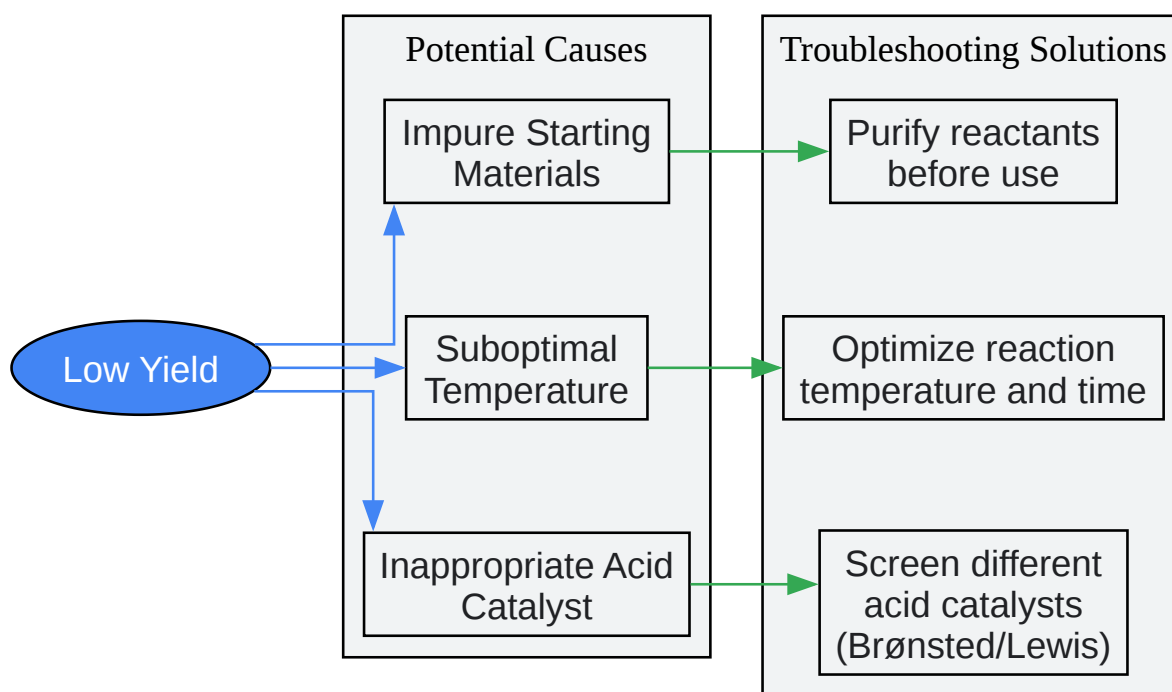 Potential Causes
Troubleshooting Solutions
Impure Starting
Materials
Purify reactants
before use
Low Yield
Suboptimal
Temperature
Optimize reaction
temperature and time
Inappropriate Acid
Catalyst
Screen different
acid catalysts
(Brønsted/Lewis)